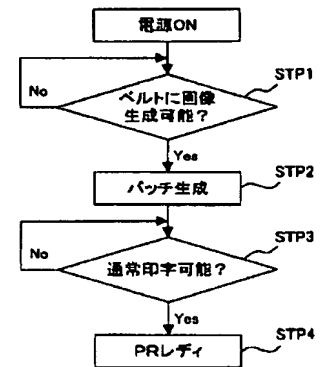 電源ON
STP1
ベルトに画像
生成可能?
No
Yes
STP2
パッチ生成
STP3
No
通常印字可能?
Yes
STP4
PRレディ